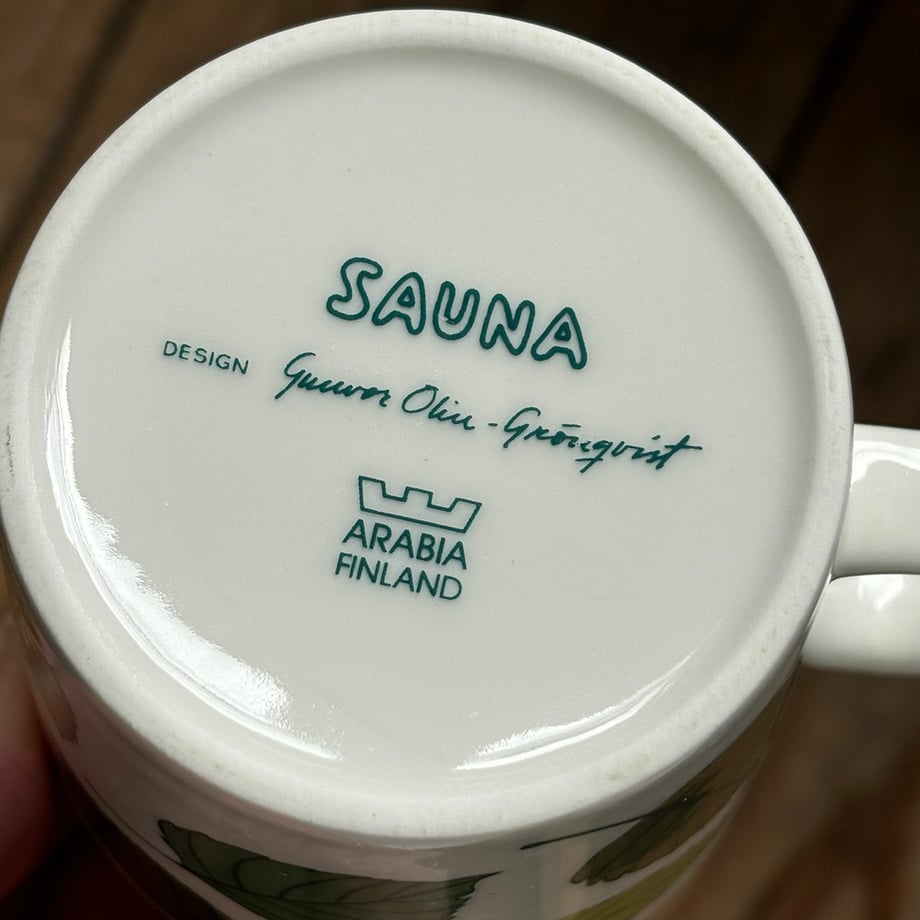 SAUNA
DESIGN Gunvor Olin-Grönqvist
ARABIA
FINLAND